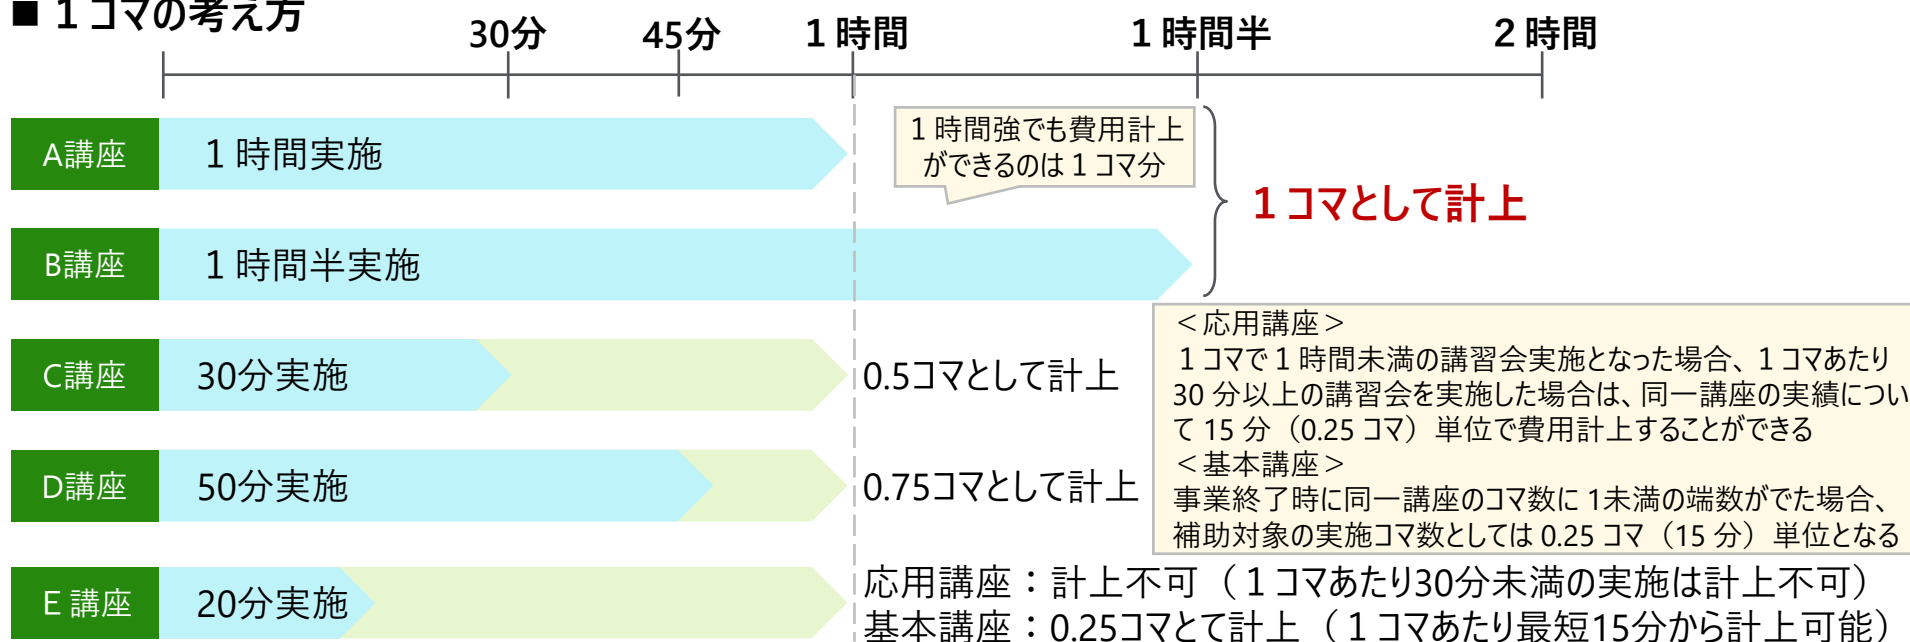 ■ １コマの考え方
30分
45分
１時間
１時間半
２時間
A講座
１時間実施
１時間強でも費用計上
ができるのは１コマ分
１コマとして計上
B講座
１時間半実施
C講座
30分実施
0.5コマとして計上
D講座
50分実施
0.75コマとして計上
＜応用講座＞
１コマで１時間未満の講習会実施となった場合、１コマあたり
30 分以上の講習会を実施した場合は、同一講座の実績につい
て 15 分（0.25 コマ）単位で費用計上することができる
＜基本講座＞
事業終了時に同一講座のコマ数に 1未満の端数がでた場合、
補助対象の実施コマ数としては 0.25 コマ（15 分）単位となる
Ｅ講座
20分実施
応用講座：計上不可（１コマあたり30分未満の実施は計上不可）
基本講座：0.25コマとて計上（１コマあたり最短15分から計上可能）